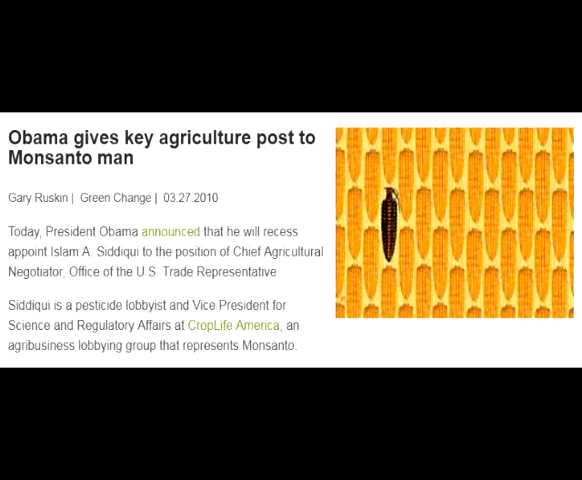 Obama gives key agriculture post to
Monsanto man
Gary Ruskin | Green Change | 03.27.2010
Today, President Obama announced that he will recess
appoint Islam A. Siddiqui to the position of Chief Agricultural
Negotiator, Office of the U.S. Trade Representative
Siddiqui is a pesticide lobbyist and Vice President for
Science and Regulatory Affairs at CropLife America, an
agribusiness lobbying group that represents Monsanto.